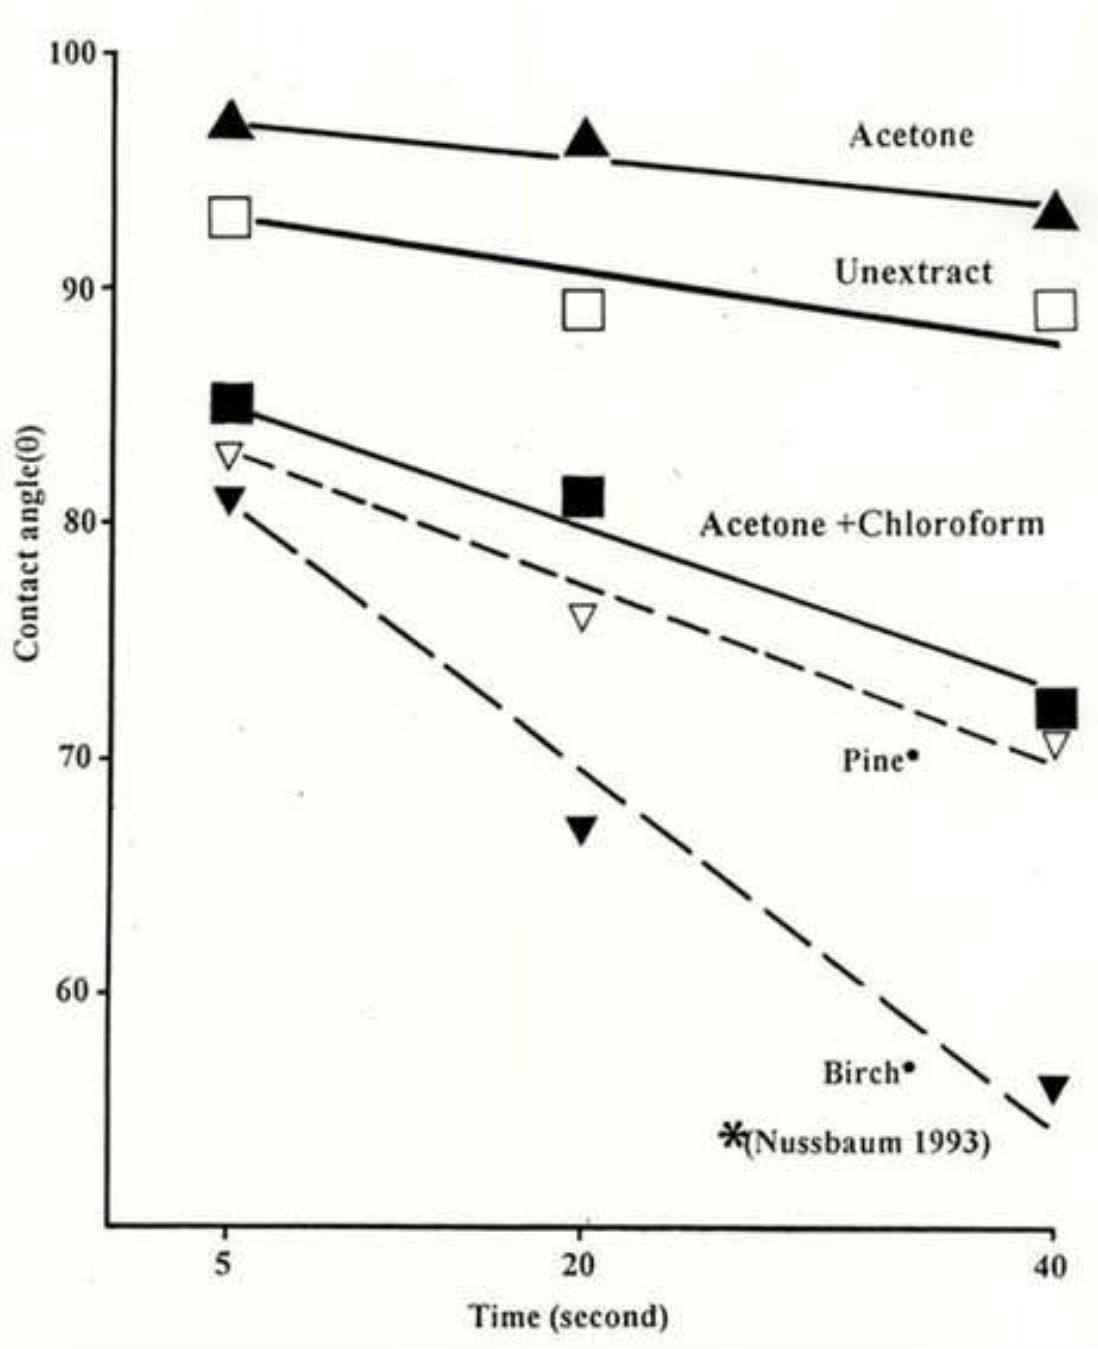 100
Acetone
Unextract
90
Contact angle(θ)
80
Acetone +Chloroform
70
Pine•
60
Birch•
*(Nussbaum 1993)
5 20 40
Time (second)